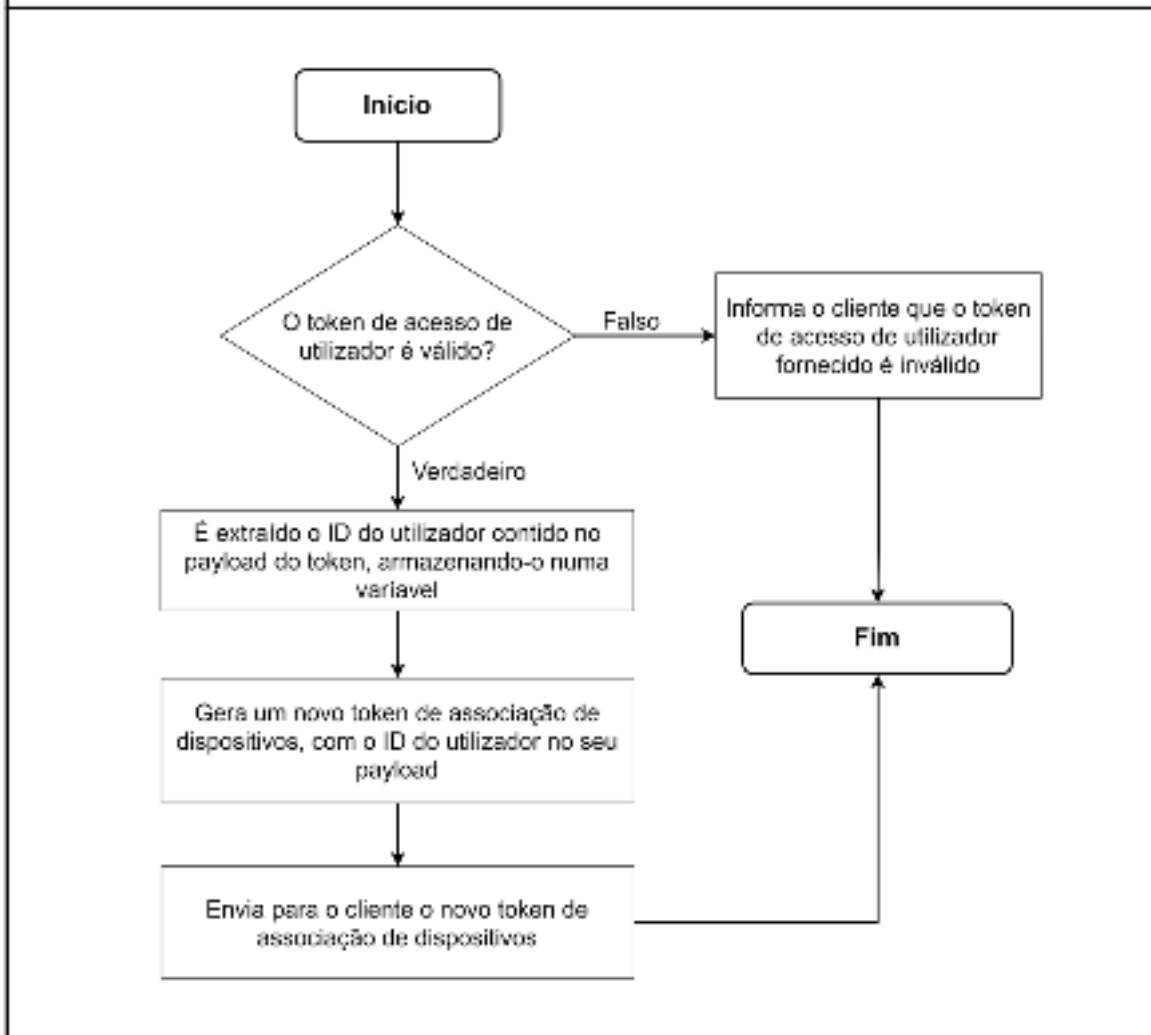 Inicio
O token de acesso de
utilizador é válido?
Falso
Informa o cliente que o token
de acesso de utilizador
fornecido é inválido
Verdadeiro
É extraído o ID do utilizador contido no
payload do token, armazenando-o numa
variavel
Fim
Gera um novo token de associação de
dispositivos, com o ID do utilizador no seu
payload
Envia para o cliente o novo token de
associação de dispositivos